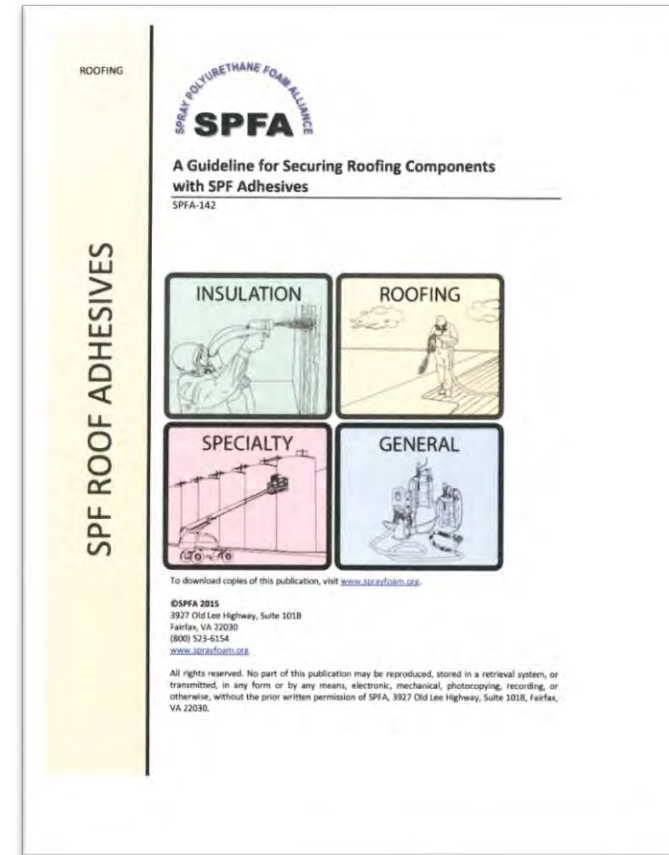 ROOFING
SPRAY POLYURETHANE FOAM ALLIANCE
SPFA
A Guideline for Securing Roofing Components
with SPF Adhesives
SPFA-142
SPF ROOF ADHESIVES
INSULATION
ROOFING
SPECIALTY
GENERAL
To download copies of this publication, visit www.sprayfoam.org.
©SPFA 2015
3927 Old Lee Highway, Suite 101B
Fairfax, VA 22030
(800) 523-6154
www.sprayfoam.org
All rights reserved. No part of this publication may be reproduced, stored in a retrieval system, or
transmitted, in any form or by any means, electronic, mechanical, photocopying, recording, or
otherwise, without the prior written permission of SPFA, 3927 Old Lee Highway, Suite 101B, Fairfax,
VA 22030.